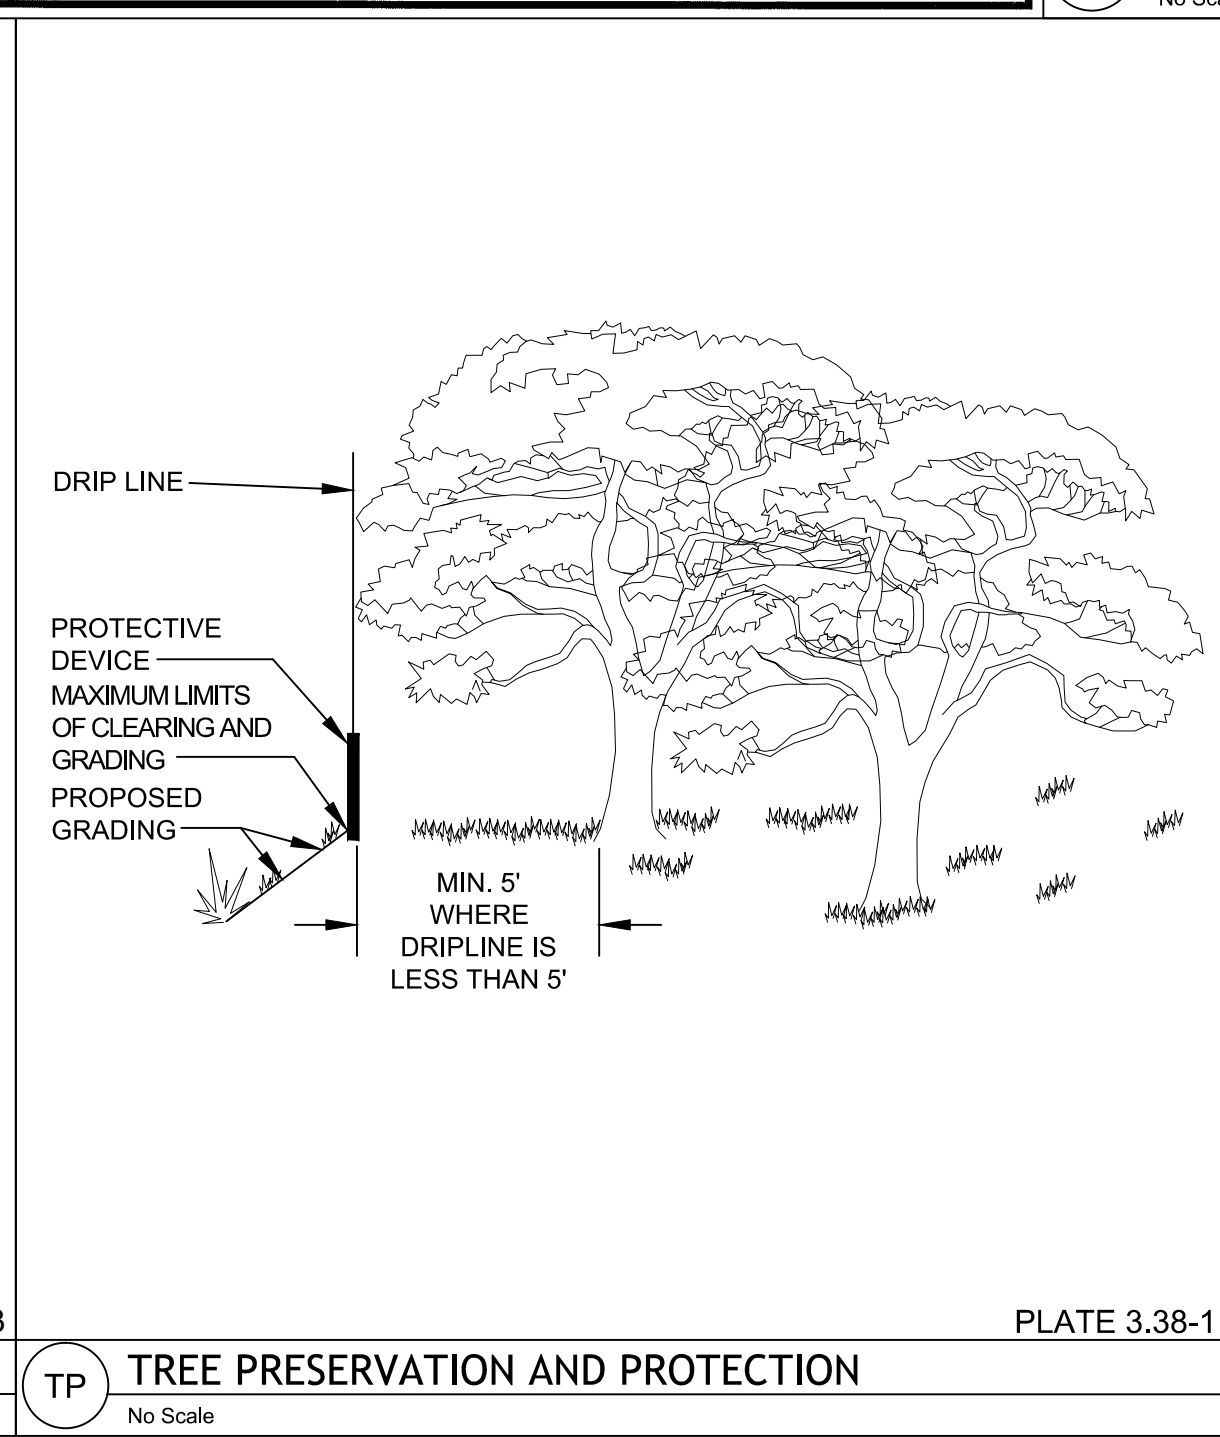 DRIP LINE
PROTECTIVE
DEVICE
MAXIMUM LIMITS
OF CLEARING AND
GRADING
PROPOSED
GRADING
MIN. 5'
WHERE
DRIPLINE IS
LESS THAN 5'
PLATE 3.38-1
TP
TREE PRESERVATION AND PROTECTION
No Scale